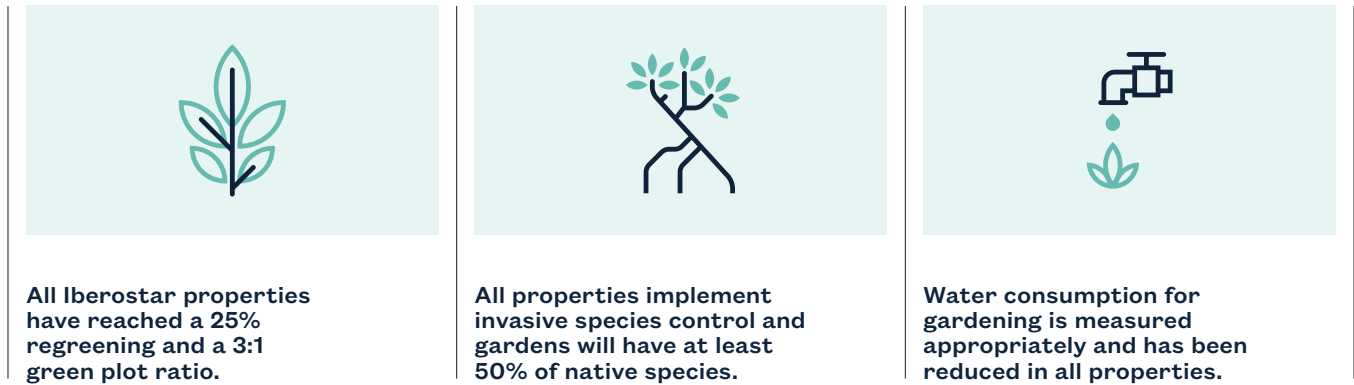 All Iberostar properties
have reached a 25%
regreening and a 3:1
green plot ratio.
All properties implement
invasive species control and
gardens will have at least
50% of native species.
Water consumption for
gardening is measured
appropriately and has been
reduced in all properties.